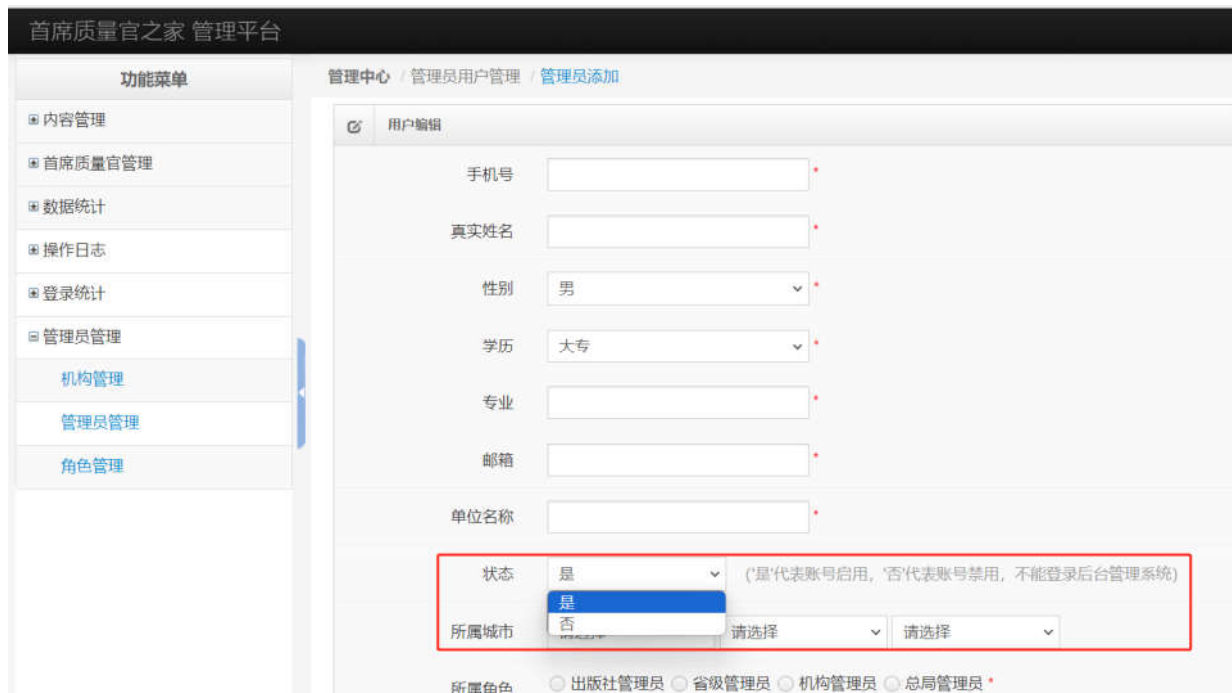 首席质量官之家 管理平台
功能菜单
管理中心 / 管理员用户管理 / 管理员添加
内容管理
用户编辑
首席质量官管理
手机号 *
数据统计
真实姓名 *
操作日志
登录统计
性别 男 *
管理员管理
学历 大专 *
机构管理
专业 *
管理员管理
邮箱 *
角色管理
单位名称 *
状态 是 ('是'代表账号启用，'否'代表账号禁用，不能登录后台管理系统)
是
否
所属城市 请选择 请选择
所属角色 出版社管理员 省级管理员 机构管理员 总局管理员 *